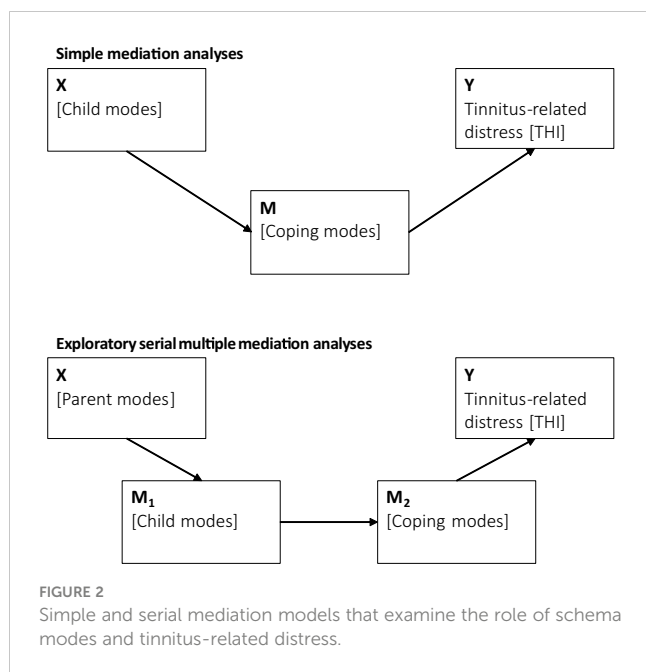 Simple mediation analyses
X
[Child modes]
Y
Tinnitus-related
distress [THI]
M
[Coping modes]
Exploratory serial multiple mediation analyses
X
[Parent modes]
Y
Tinnitus-related
distress [THI]
M₁
[Child modes]
M₂
[Coping modes]
FIGURE 2
Simple and serial mediation models that examine the role of schema
modes and tinnitus-related distress.